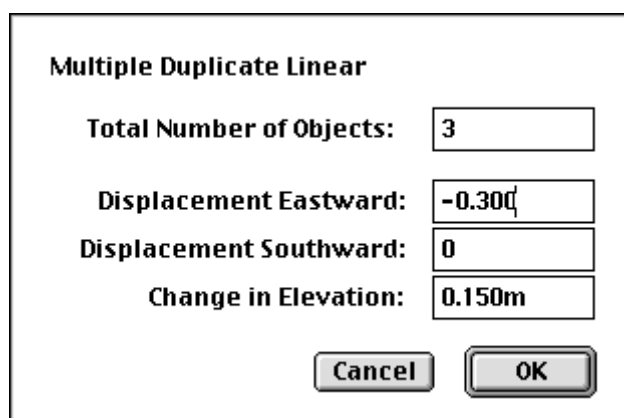 Multiple Duplicate Linear
Total Number of Objects: 3
Displacement Eastward: -0.300
Displacement Southward: 0
Change in Elevation: 0.150m
Cancel OK